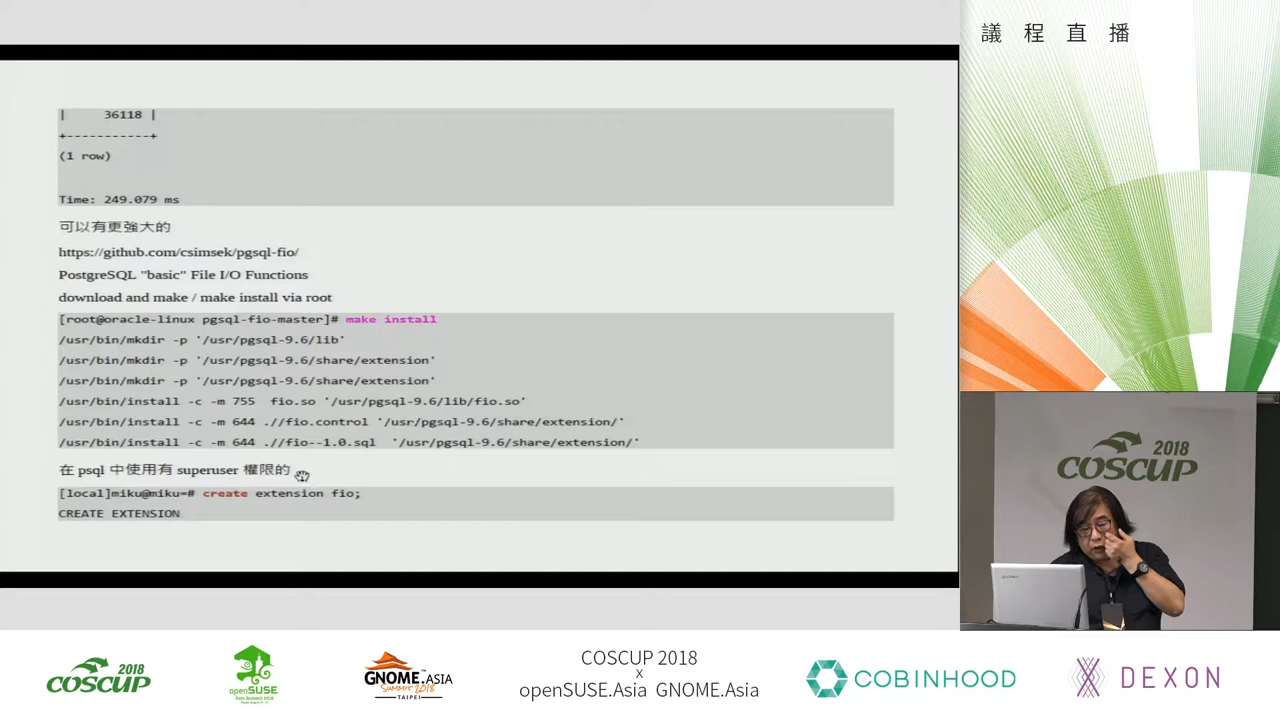 議 程 直 播
|     36118 |
+-----------+
(1 row)
Time: 249.079 ms
可以有更強大的
https://github.com/csimsek/pgsql-fio/
PostgreSQL "basic" File I/O Functions
download and make / make install via root
[root@oracle-linux pgsql-fio-master]# make install
/usr/bin/mkdir -p '/usr/pgsql-9.6/lib'
/usr/bin/mkdir -p '/usr/pgsql-9.6/share/extension'
/usr/bin/mkdir -p '/usr/pgsql-9.6/share/extension'
/usr/bin/install -c -m 755  fio.so '/usr/pgsql-9.6/lib/fio.so'
/usr/bin/install -c -m 644 .//fio.control '/usr/pgsql-9.6/share/extension/'
/usr/bin/install -c -m 644 .//fio--1.0.sql  '/usr/pgsql-9.6/share/extension/'
在 psql 中使用有 superuser 權限的
[local]miku@miku=# create extension fio;
CREATE EXTENSION
2018
COSCUP
2018
COSCUP
openSUSE
GNOME.ASIA
SUMMIT 2018
TAIPEI
COSCUP 2018
x
openSUSE.Asia GNOME.Asia
COBINHOOD
DEXON